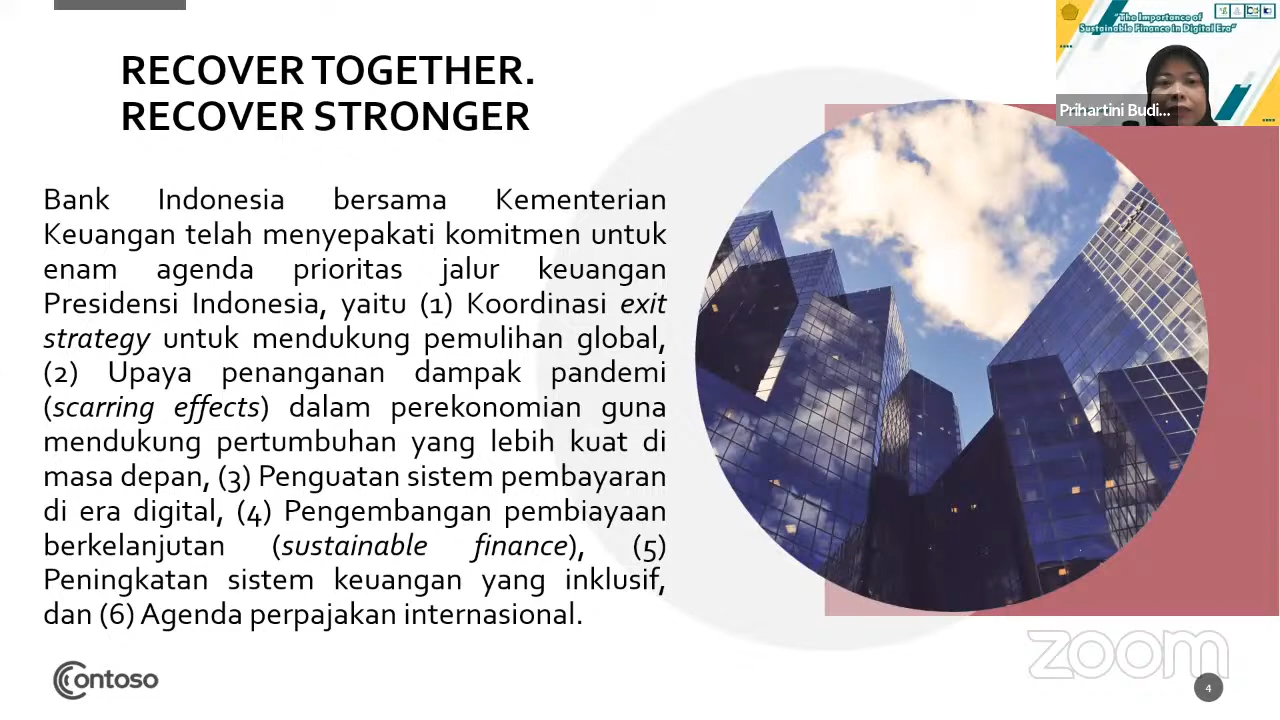 RECOVER TOGETHER.
RECOVER STRONGER
Bank Indonesia bersama Kementerian
Keuangan telah menyepakati komitmen untuk
enam agenda prioritas jalur keuangan
Presidensi Indonesia, yaitu (1) Koordinasi exit
strategy untuk mendukung pemulihan global,
(2) Upaya penanganan dampak pandemi
(scarring effects) dalam perekonomian guna
mendukung pertumbuhan yang lebih kuat di
masa depan, (3) Penguatan sistem pembayaran
di era digital, (4) Pengembangan pembiayaan
berkelanjutan (sustainable finance), (5)
Peningkatan sistem keuangan yang inklusif,
dan (6) Agenda perpajakan internasional.
"The Importance of
Sustainable Finance in Digital Era"
Prihartini Budi...
Contoso
zoom
4